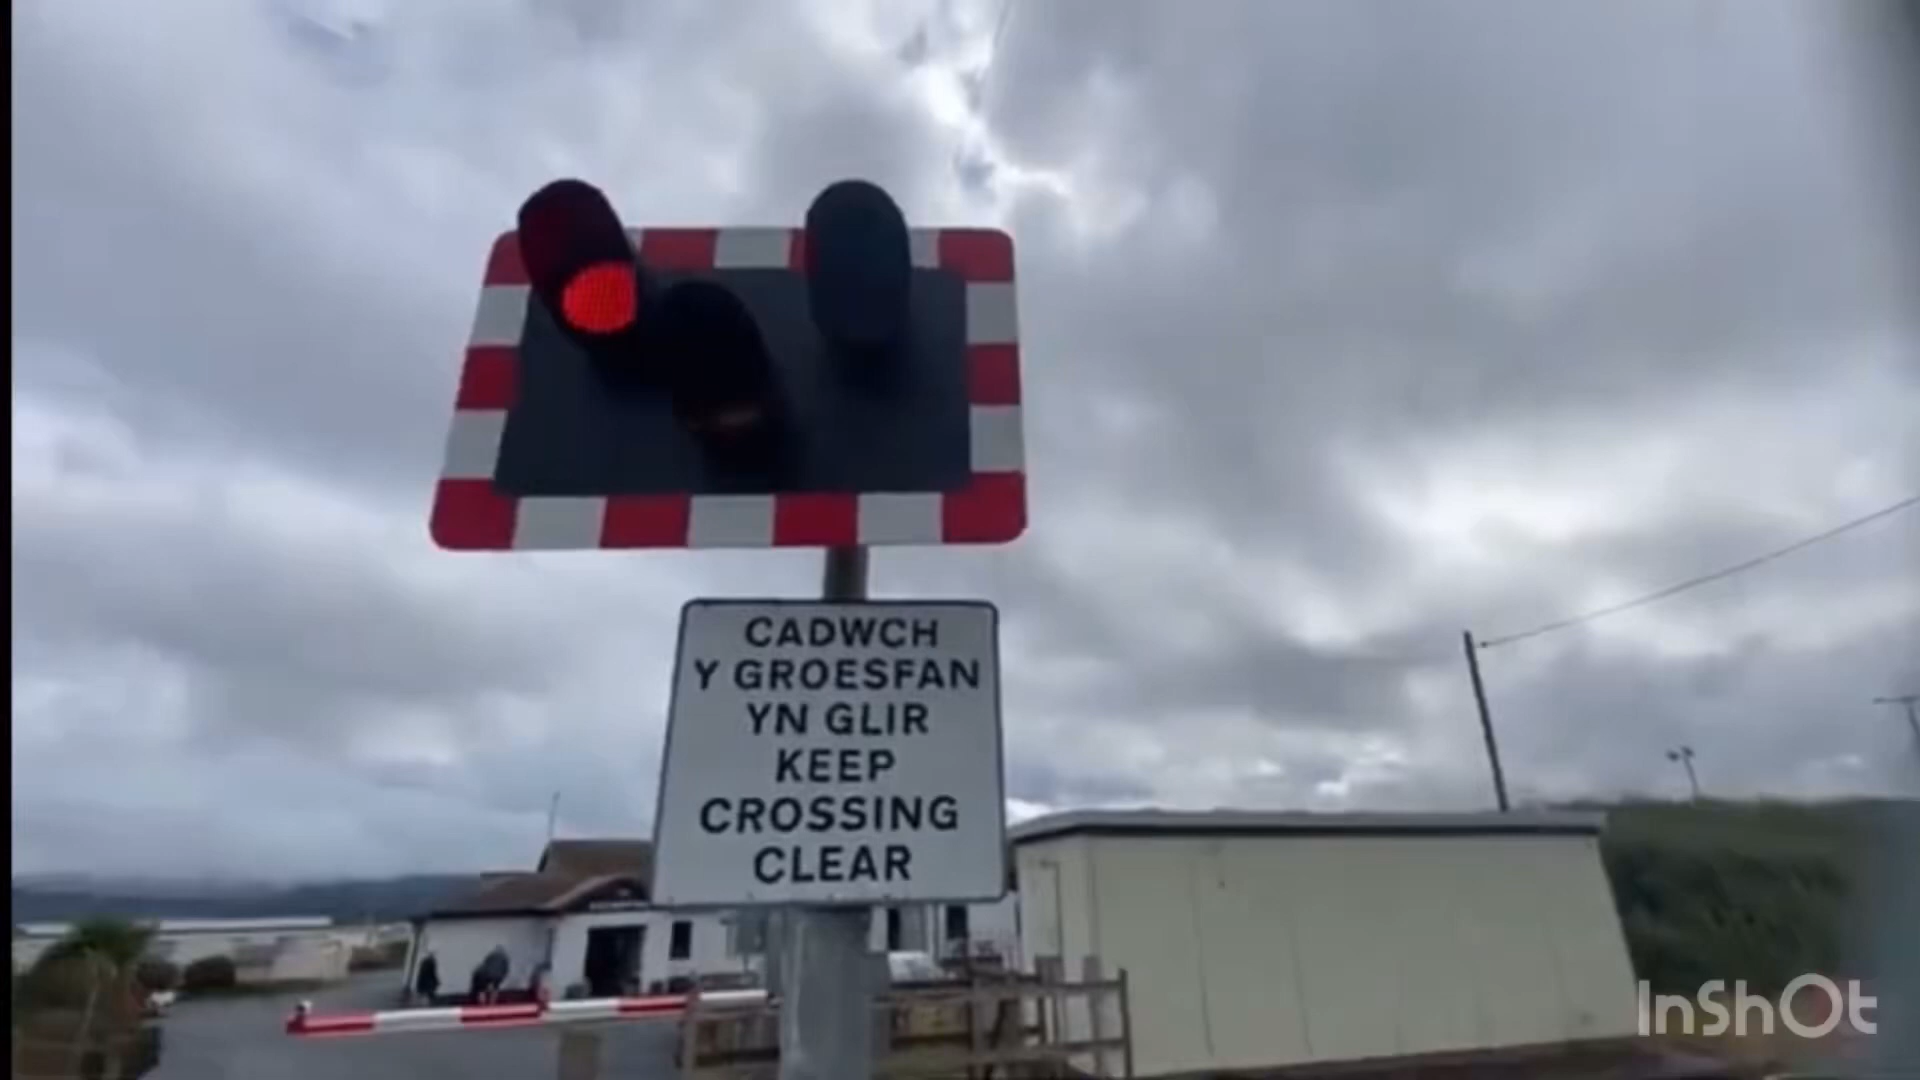 CADWCH
Y GROESFAN
YN GLIR
KEEP
CROSSING
CLEAR
InShOt